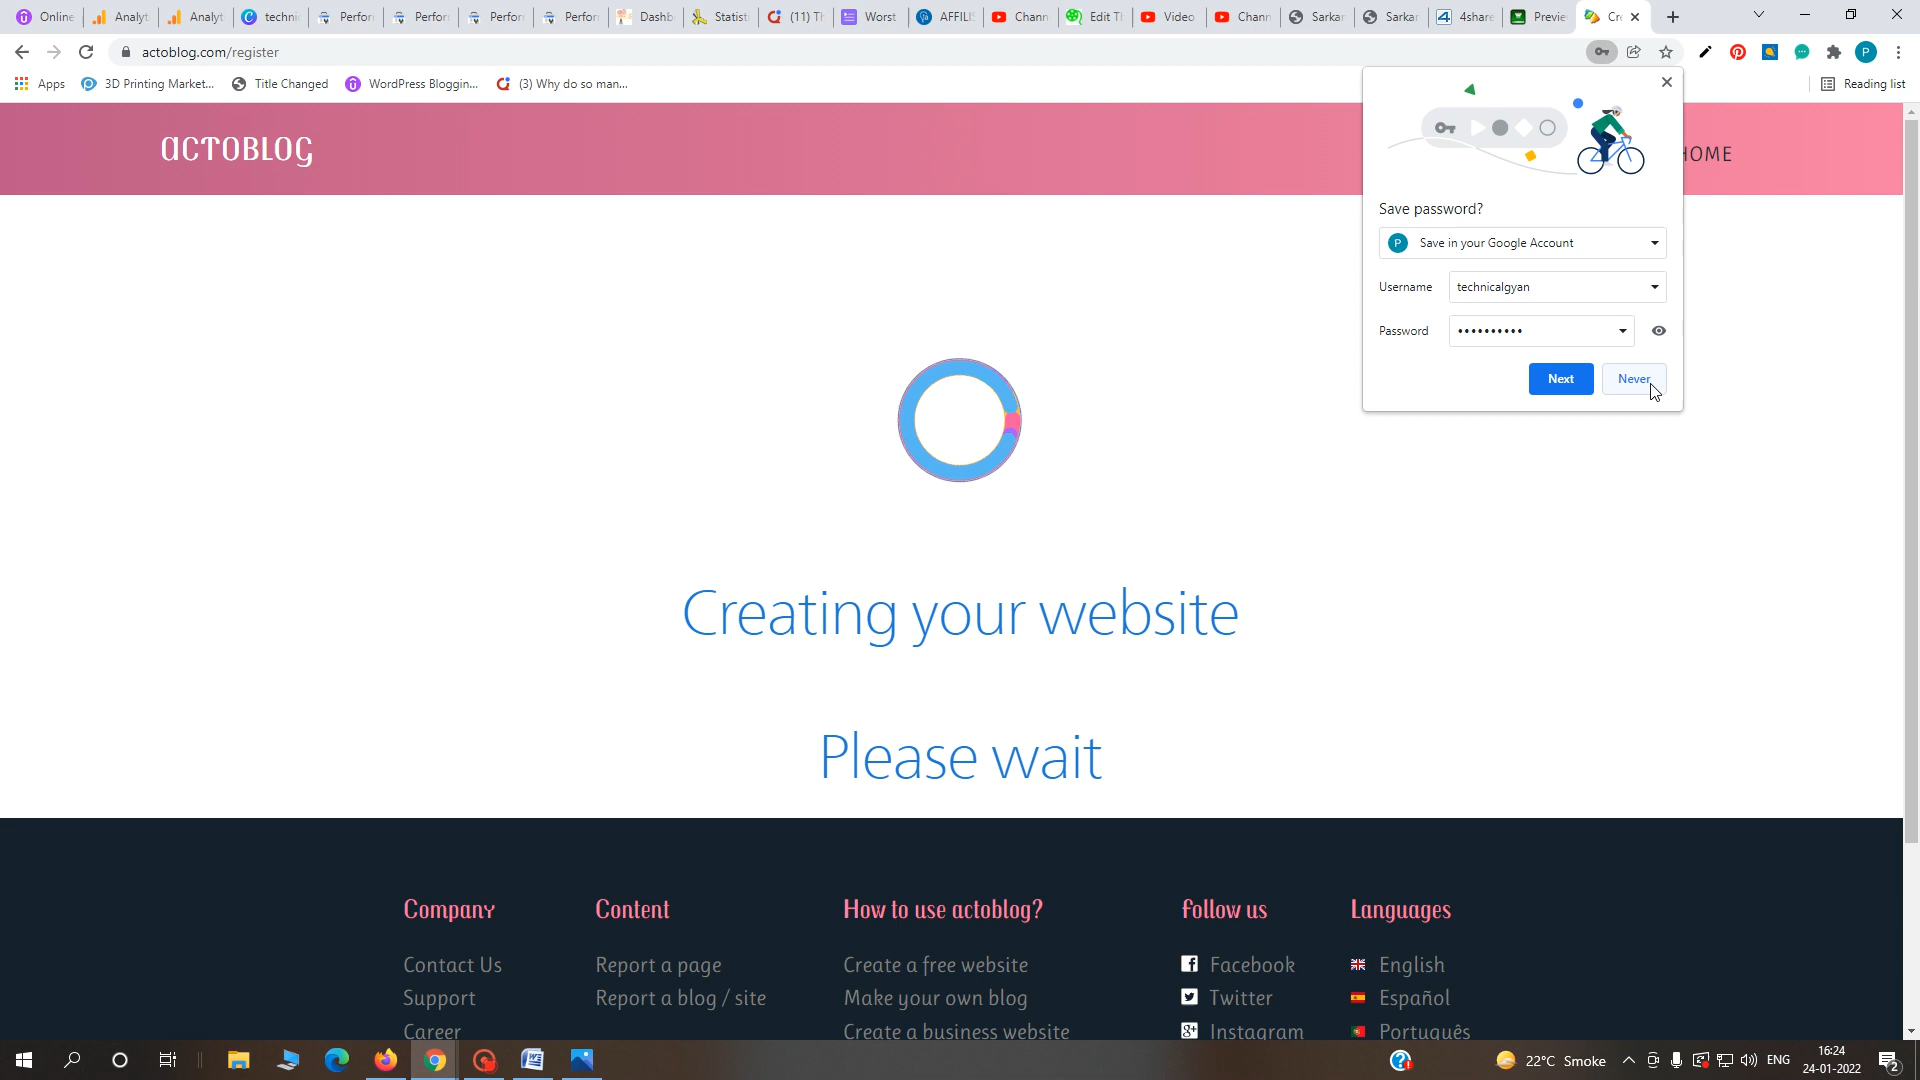 Online
Analyt
Analyt
techni
Perfor
Perfor
Perfor
Perfor
Dashb
Statist
(11) Th
Worst
AFFILI
Chann
Edit Th
Video
Chann
Sarkar
Sarkar
4share
Previe
Cre
actoblog.com/register
P
Apps
3D Printing Market...
Title Changed
WordPress Bloggin...
(3) Why do so man...
Reading list
ACTOBLOG
HOME
Save password?
P Save in your Google Account
Username technicalgyan
Password ••••••••••
Next Never
Creating your website
Please wait
Company
Contact Us
Support
Career
Content
Report a page
Report a blog / site
How to use actoblog?
Create a free website
Make your own blog
Create a business website
Follow us
Facebook
Twitter
Instagram
Languages
English
Español
Português
22°C Smoke
ENG
16:24
24-01-2022
2